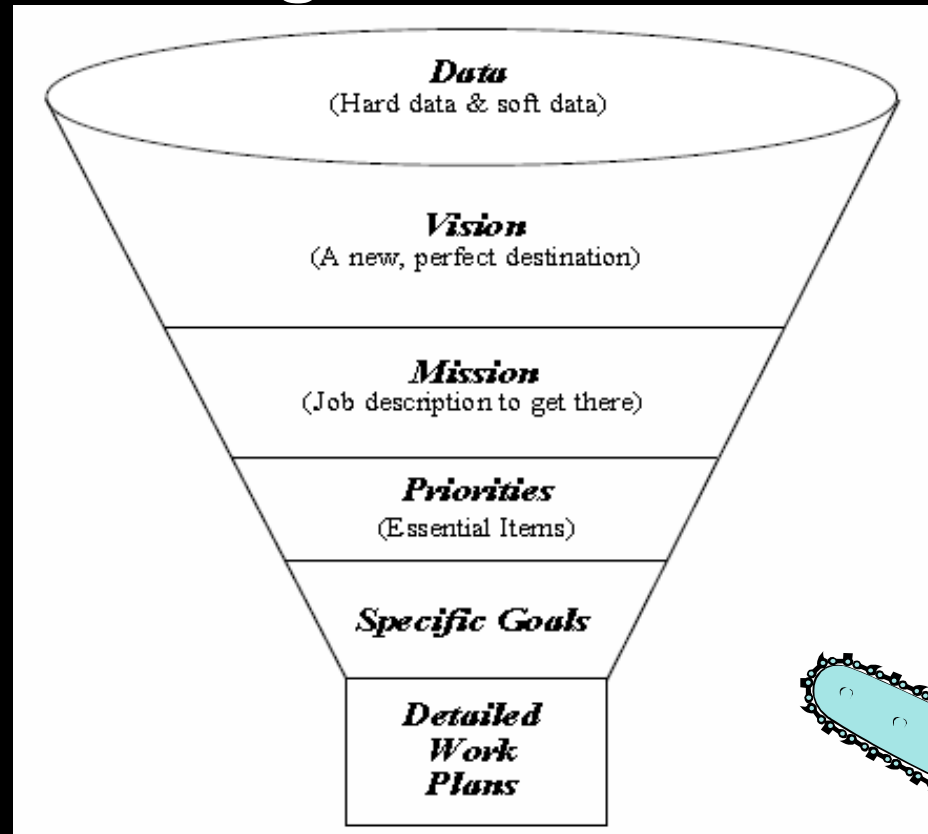 Data
(Hard data & soft data)
Vision
(A new, perfect destination)
Mission
(Job description to get there)
Priorities
(Essential Items)
Specific Goals
Detailed
Work
Plans